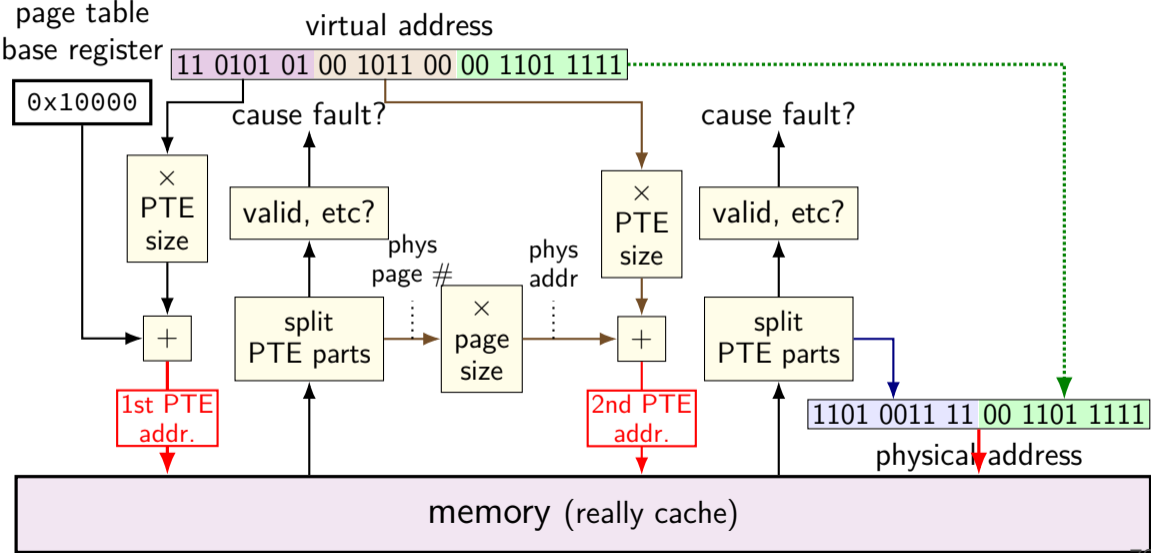 page table
base register
0x10000
virtual address
11 0101 01 00 1011 00 00 1101 1111
×
PTE
size
+
1st PTE
addr.
cause fault?
valid, etc?
split
PTE parts
phys
page #
×
page
size
phys
addr
×
PTE
size
+
2nd PTE
addr.
cause fault?
valid, etc?
split
PTE parts
1101 0011 11 00 1101 1111
physical address
memory (really cache)